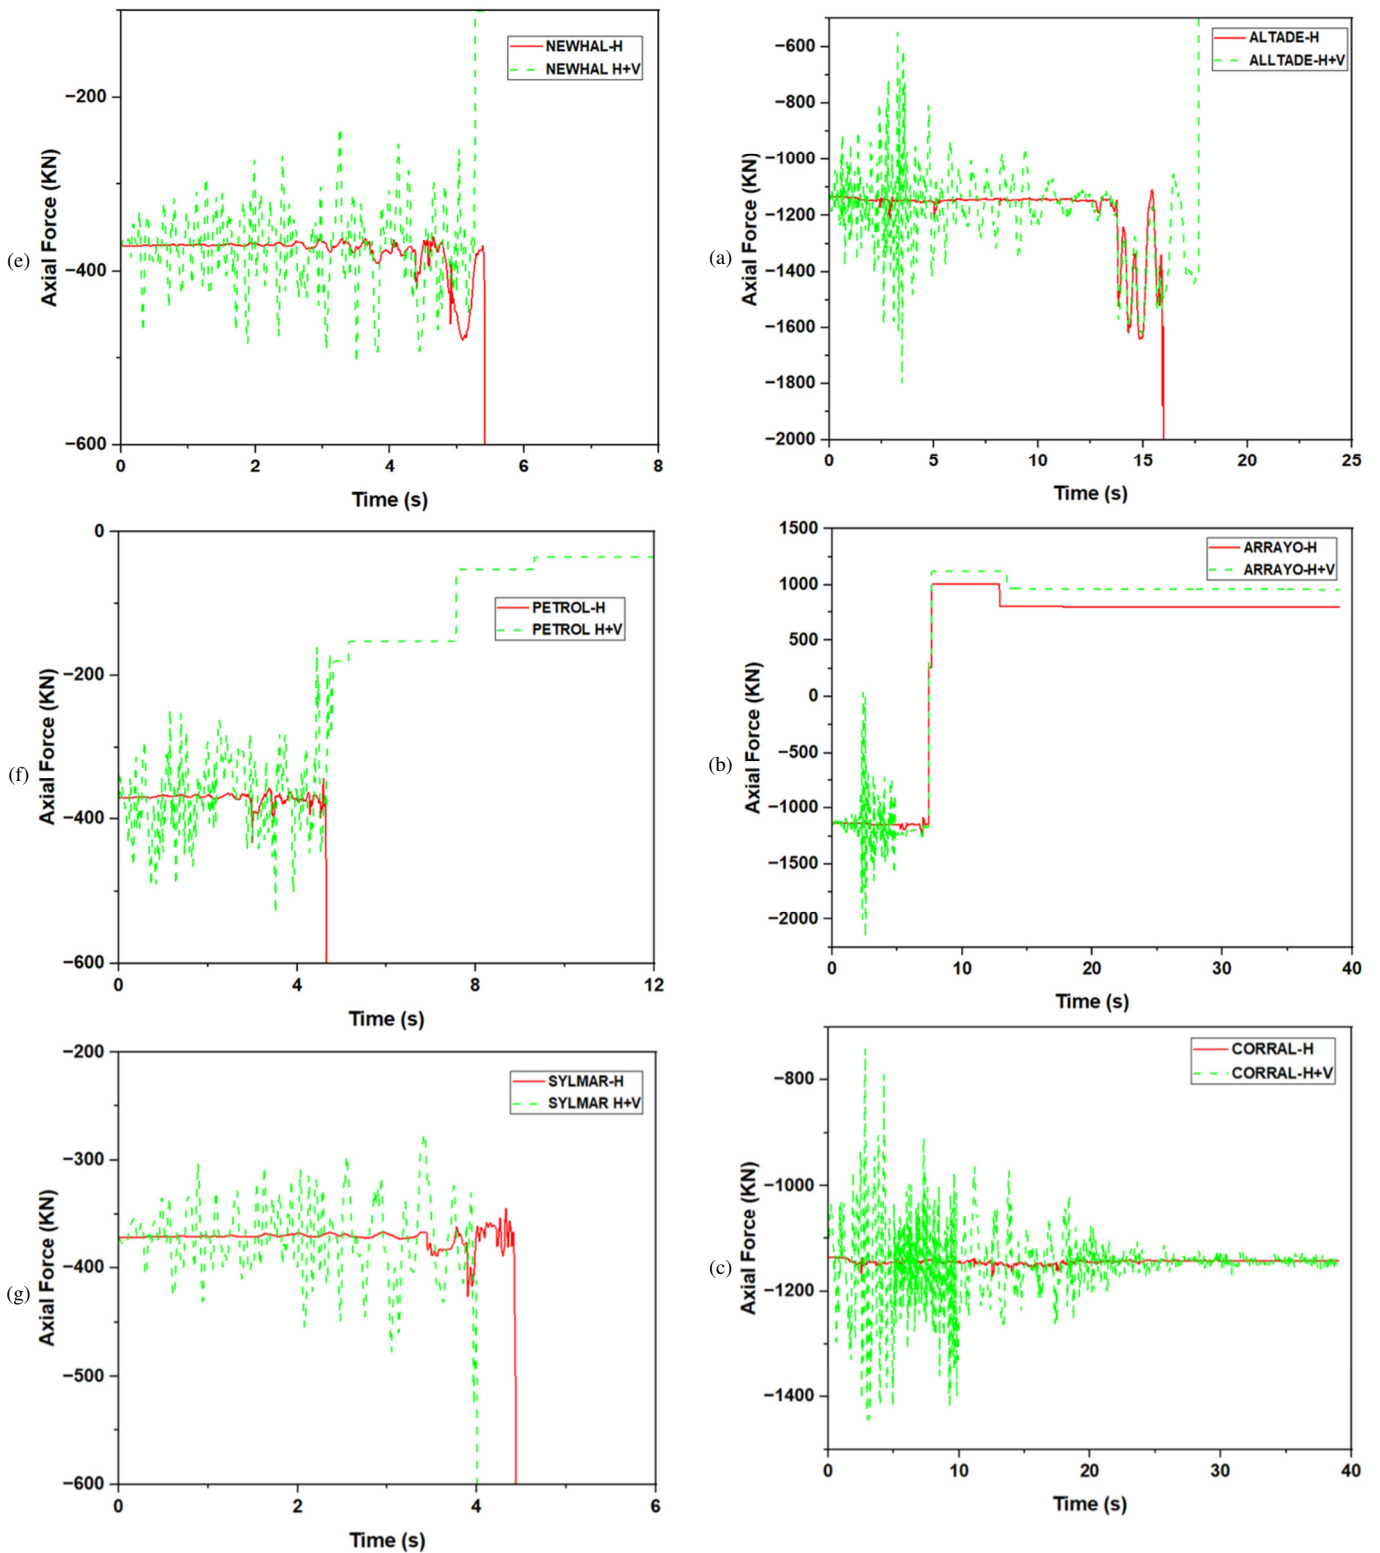 (e)
NEWHAL-H
NEWHAL H+V
−200
−400
−600
Axial Force (KN)
0 2 4 6 8
Time (s)
(a)
ALTADE-H
ALLTADE-H+V
−600
−800
−1000
−1200
−1400
−1600
−1800
−2000
Axial Force (KN)
0 5 10 15 20 25
Time (s)
(f)
PETROL-H
PETROL H+V
0
−200
−400
−600
Axial Force (KN)
0 4 8 12
Time (s)
(b)
ARRAYO-H
ARRAYO-H+V
1500
1000
500
0
−500
−1000
−1500
−2000
Axial Force (KN)
0 10 20 30 40
Time (s)
(g)
SYLMAR-H
SYLMAR H+V
−200
−300
−400
−500
−600
Axial Force (KN)
0 2 4 6
Time (s)
(c)
CORRAL-H
CORRAL-H+V
−800
−1000
−1200
−1400
Axial Force (KN)
0 10 20 30 40
Time (s)